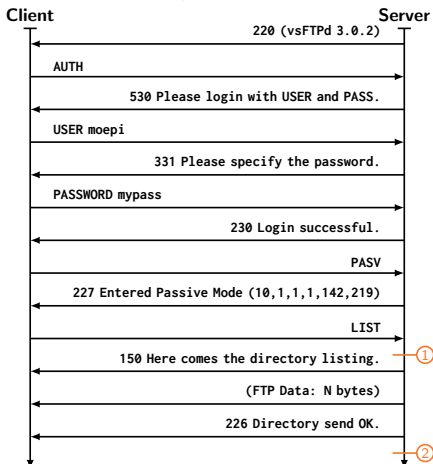 Client Server
220 (vsFTPd 3.0.2)
AUTH
530 Please login with USER and PASS.
USER moepi
331 Please specify the password.
PASSWORD mypass
230 Login successful.
PASV
227 Entered Passive Mode (10,1,1,1,142,219)
LIST
1
150 Here comes the directory listing.
(FTP Data: N bytes)
226 Directory send OK.
2